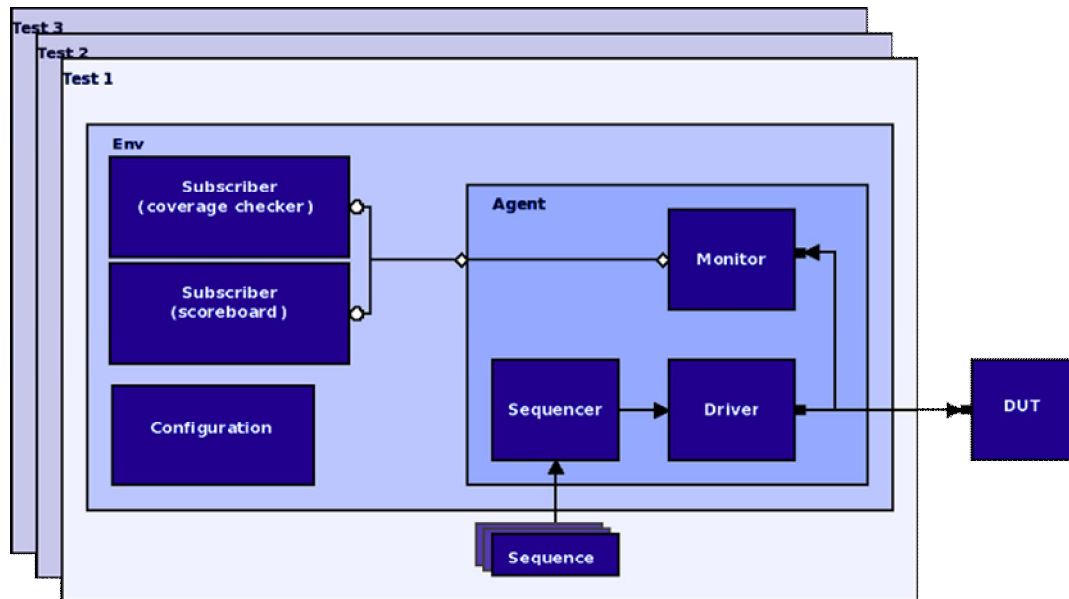 Test 3
Test 2
Test 1
Env
Subscriber
(coverage checker)
Agent
Monitor
Subscriber
(scoreboard)
Sequencer
Driver
DUT
Configuration
Sequence